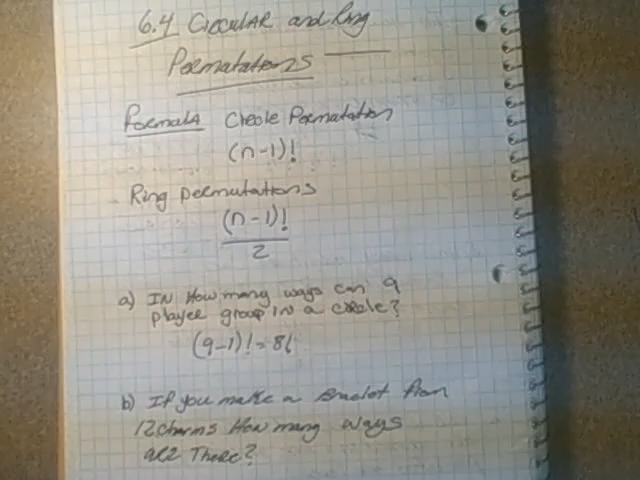 6.4 CIRCULAR and Ring
Permutations
Formula Circle Permutation
(n-1)!
Ring permutations
(n-1)!
2
a) IN How many ways can 9
player group in a circle?
(9-1)! = 8!
b) If you make a braclet from
12 charms How many ways
are There?